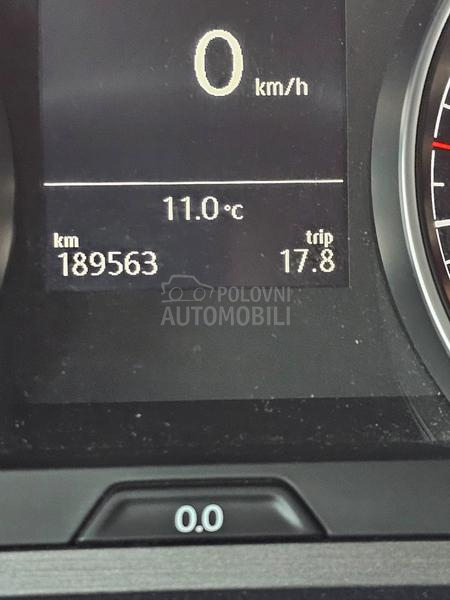 0 km/h
11.0 °C
km trip
189563 17.8
POLOVNI
AUTOMOBILI
0.0